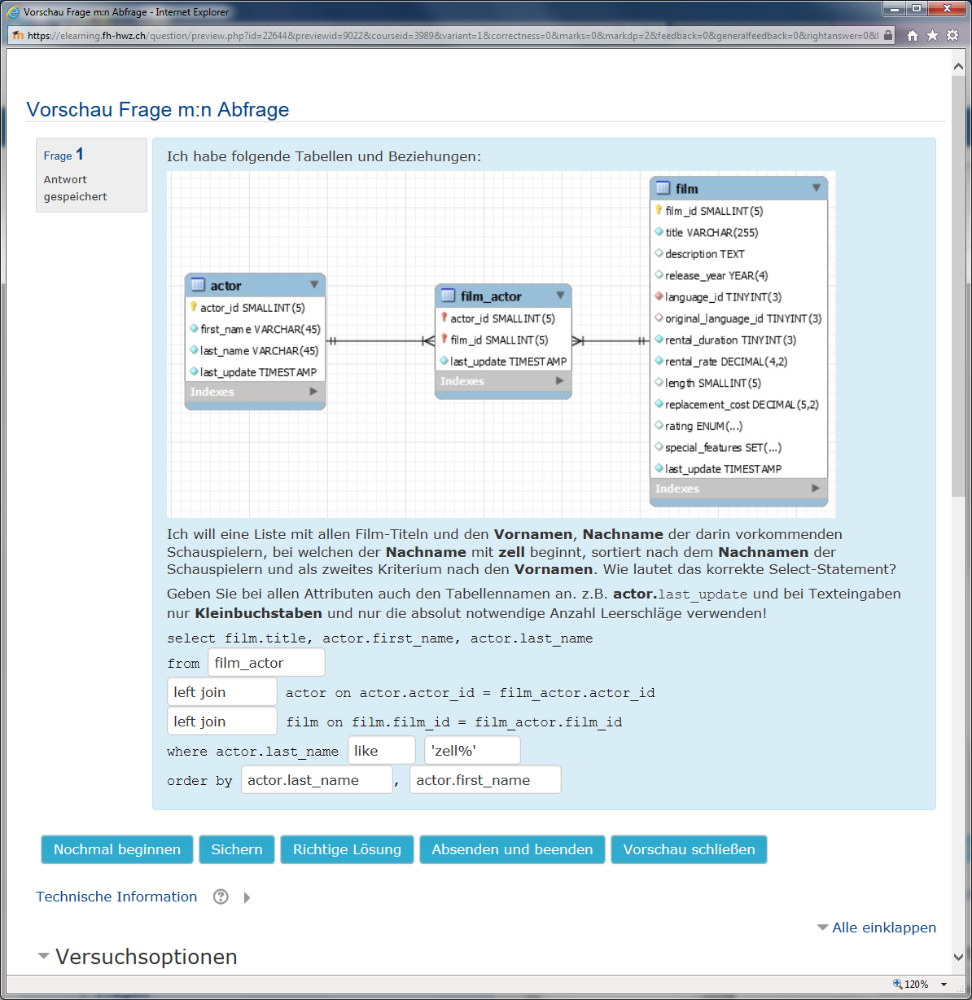 Vorschau Frage m:n Abfrage - Internet Explorer
https://elearning.fh-hwz.ch/question/preview.php?id=22644&previewid=9022&courseid=3989&variant=1&correctness=0&marks=0&markdp=2&feedback=0&generalfeedback=0&rightanswer=0&
Vorschau Frage m:n Abfrage
Frage 1
Antwort
gespeichert
Ich habe folgende Tabellen und Beziehungen:
actor
actor_id SMALLINT(5)
first_name VARCHAR(45)
last_name VARCHAR(45)
last_update TIMESTAMP
Indexes
film_actor
actor_id SMALLINT(5)
film_id SMALLINT(5)
last_update TIMESTAMP
Indexes
film
film_id SMALLINT(5)
title VARCHAR(255)
description TEXT
release_year YEAR(4)
language_id TINYINT(3)
original_language_id TINYINT(3)
rental_duration TINYINT(3)
rental_rate DECIMAL(4,2)
length SMALLINT(5)
replacement_cost DECIMAL(5,2)
rating ENUM(...)
special_features SET(...)
last_update TIMESTAMP
Indexes
Ich will eine Liste mit allen Film-Titeln und den Vornamen, Nachname der darin vorkommenden
Schauspielern, bei welchen der Nachname mit zell beginnt, sortiert nach dem Nachnamen der
Schauspielern und als zweites Kriterium nach den Vornamen. Wie lautet das korrekte Select-Statement?
Geben Sie bei allen Attributen auch den Tabellennamen an. z.B. actor.last_update und bei Texteingaben
nur Kleinbuchstaben und nur die absolut notwendige Anzahl Leerschläge verwenden!
select film.title, actor.first_name, actor.last_name
from film_actor
left join actor on actor.actor_id = film_actor.actor_id
left join film on film.film_id = film_actor.film_id
where actor.last_name like 'zell%'
order by actor.last_name, actor.first_name
Nochmal beginnen Sichern Richtige Lösung Absenden und beenden Vorschau schließen
Technische Information
Alle einklappen
Versuchsoptionen
120%